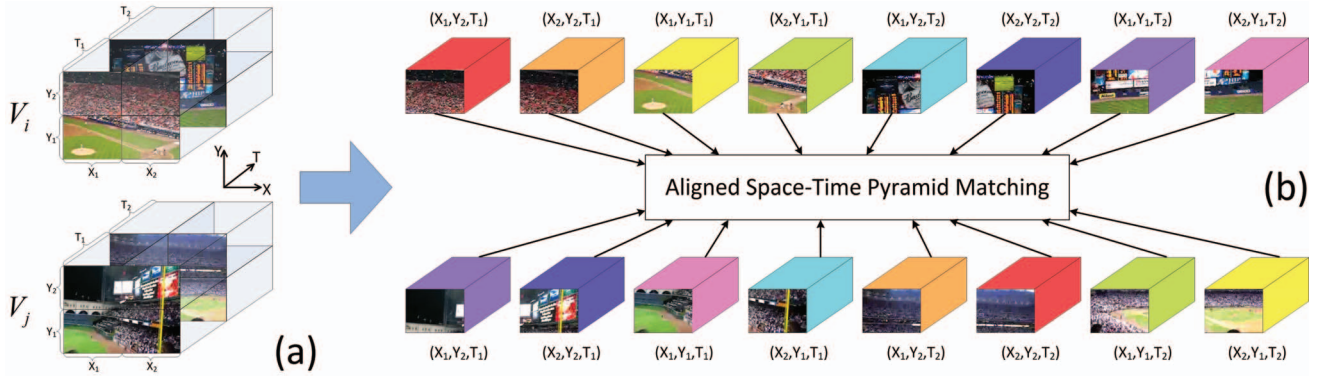 T₂
T₁
Y₂
Vᵢ
Y₁
X₁ X₂
Y T
X
T₂
T₁
Y₂
Vⱼ
Y₁
X₁ X₂
(a)
(X₁,Y₂,T₁) (X₂,Y₂,T₁) (X₁,Y₁,T₁) (X₂,Y₁,T₁) (X₁,Y₂,T₂) (X₂,Y₂,T₂) (X₁,Y₁,T₂) (X₂,Y₁,T₂)
Aligned Space-Time Pyramid Matching
(b)
(X₁,Y₂,T₁) (X₂,Y₂,T₁) (X₁,Y₁,T₁) (X₂,Y₁,T₁) (X₁,Y₂,T₂) (X₂,Y₂,T₂) (X₁,Y₁,T₂) (X₂,Y₁,T₂)